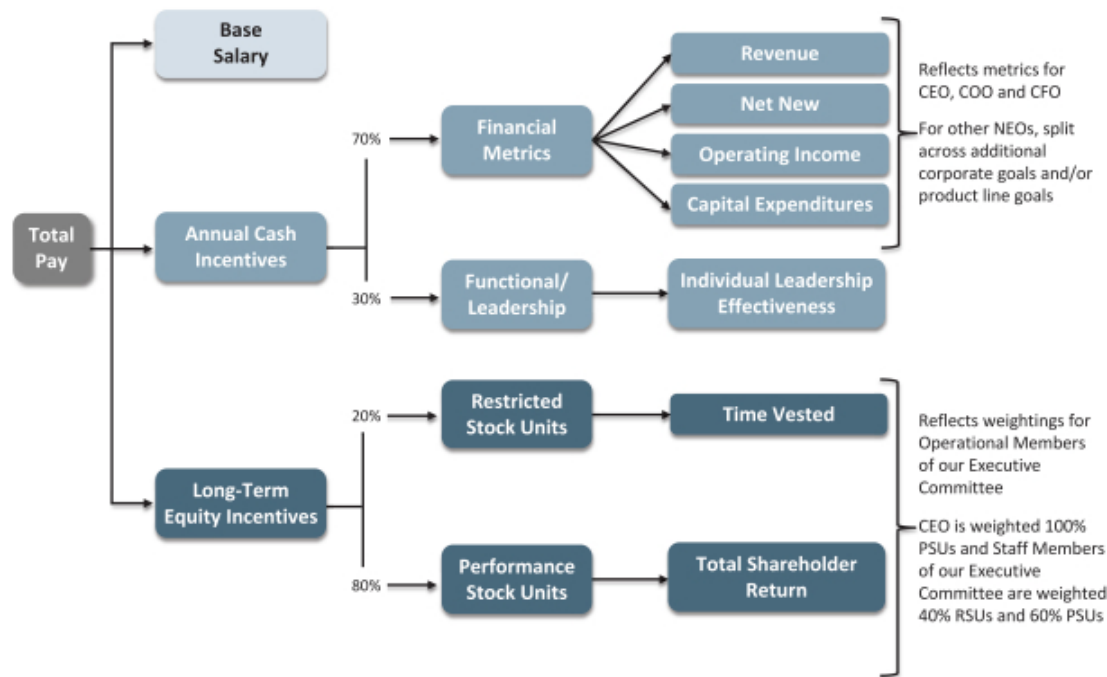 Base
Salary
Revenue
Reflects metrics for
CEO, COO and CFO
Net New
Financial
Metrics
70%
For other NEOs, split
across additional
corporate goals and/or
product line goals
Operating Income
Capital Expenditures
Total
Pay
Annual Cash
Incentives
30%
Functional/
Leadership
Individual Leadership
Effectiveness
20%
Restricted
Stock Units
Time Vested
Reflects weightings for
Operational Members
of our Executive
Committee
Long-Term
Equity Incentives
CEO is weighted 100%
PSUs and Staff Members
of our Executive
Committee are weighted
40% RSUs and 60% PSUs
80%
Performance
Stock Units
Total Shareholder
Return